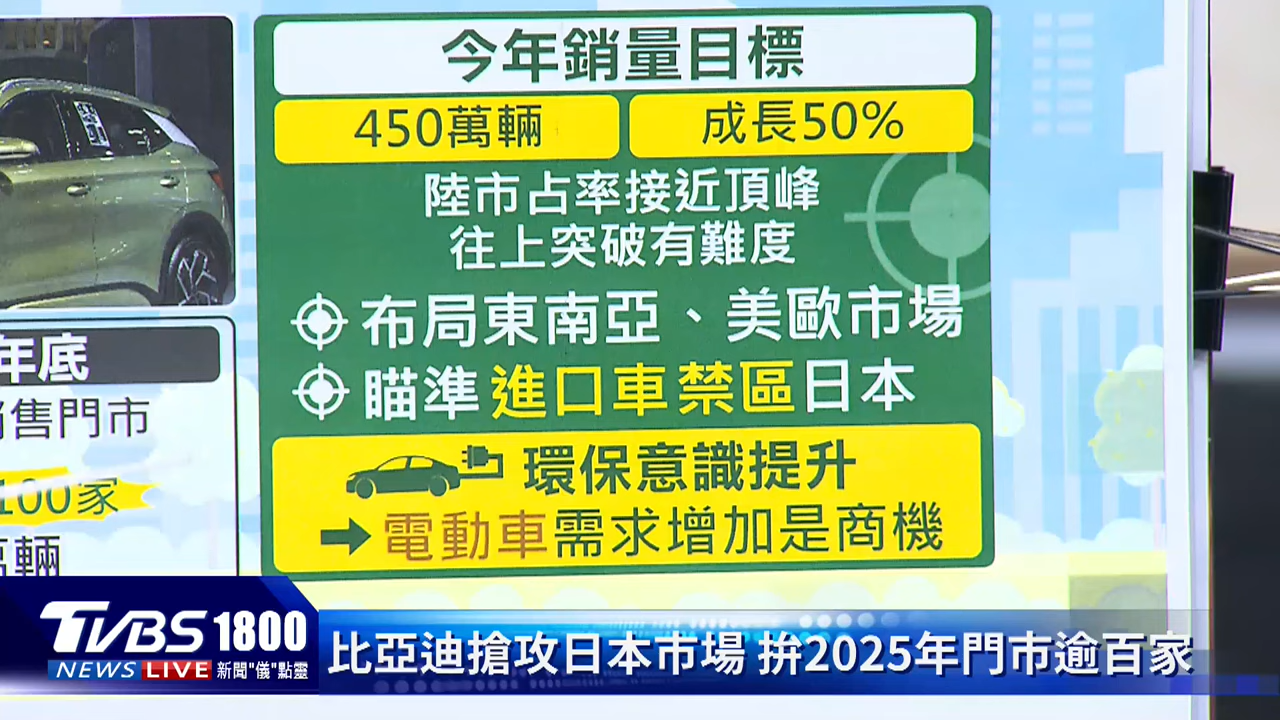 今年銷量目標
450萬輛
成長50%
陸市占率接近頂峰
往上突破有難度
布局東南亞、美歐市場
瞄準進口車禁區日本
環保意識提升
電動車需求增加是商機
年底
銷售門市
100家
萬輛
TVBS 1800
NEWS LIVE 新聞"儀"點靈
比亞迪搶攻日本市場 拚2025年門市逾百家